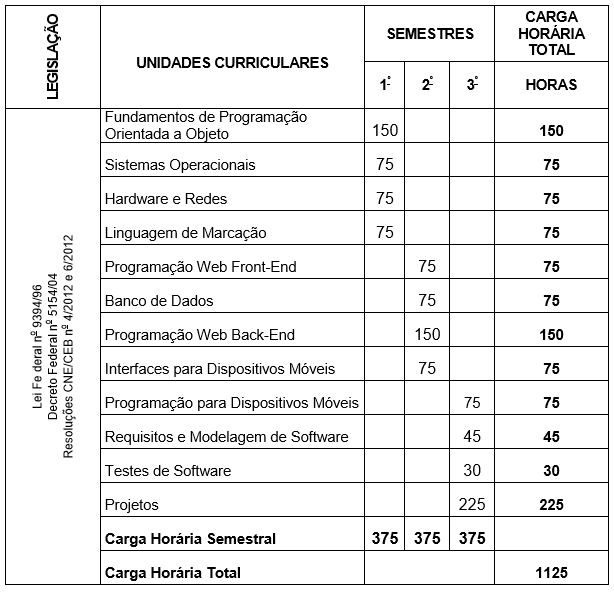 LEGISLAÇÃO
UNIDADES CURRICULARES
SEMESTRES
CARGA
HORÁRIA
TOTAL
1º
2º
3º
HORAS
Lei Fe deral nº 9394/96
Decreto Federal nº 5154/04
Resoluções CNE/CEB nº 4/2012 e 6/2012
Fundamentos de Programação
Orientada a Objeto 150 150
Sistemas Operacionais 75 75
Hardware e Redes 75 75
Linguagem de Marcação 75 75
Programação Web Front-End 75 75
Banco de Dados 75 75
Programação Web Back-End 150 150
Interfaces para Dispositivos Móveis 75 75
Programação para Dispositivos Móveis 75 75
Requisitos e Modelagem de Software 45 45
Testes de Software 30 30
Projetos 225 225
Carga Horária Semestral 375 375 375
Carga Horária Total 1125